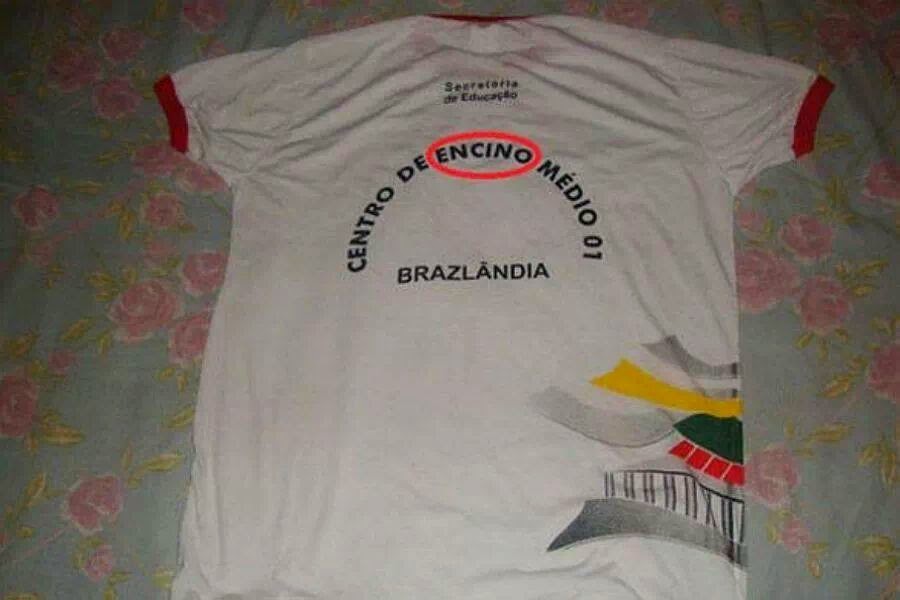 Secretaria
de Educação
CENTRO DE ENCINO MÉDIO 01
BRAZLÂNDIA